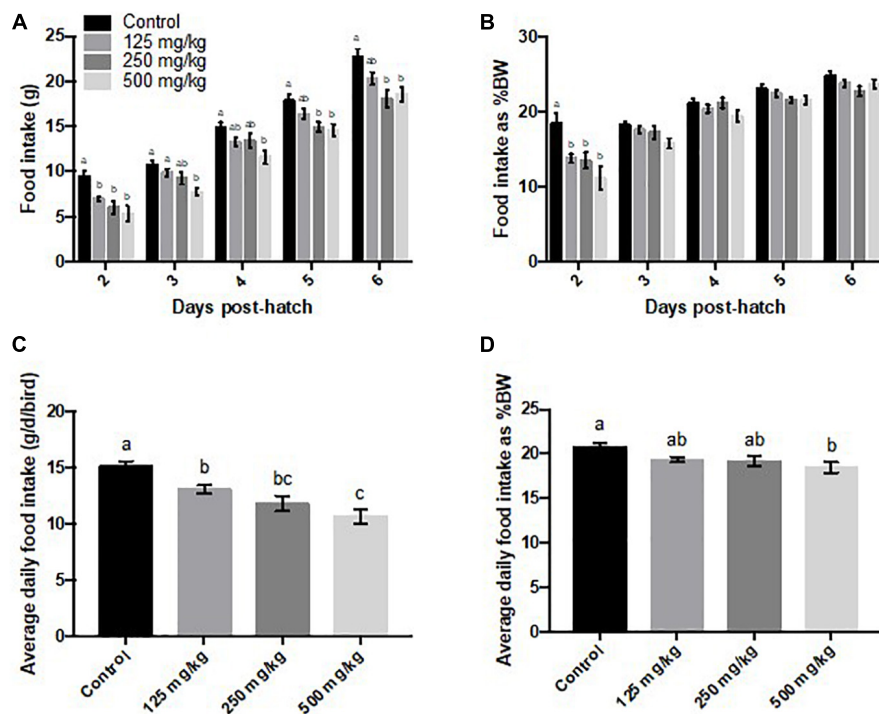 A
Control
125 mg/kg
250 mg/kg
500 mg/kg
Food intake (g)
25
20
15
10
5
0
a
b
b
b
a
a
ab
b
a
ab
ab
b
a
ab
b
b
a
ab
b
b
2
3
4
5
6
Days post-hatch
B
Food intake as %BW
30
20
10
0
a
b
b
b
2
3
4
5
6
Days post-hatch
C
Average daily food intake (g/d/bird)
20
15
10
5
0
a
b
bc
c
Control
125 mg/kg
250 mg/kg
500 mg/kg
D
Average daily food intake as %BW
25
20
15
10
5
0
a
ab
ab
b
Control
125 mg/kg
250 mg/kg
500 mg/kg